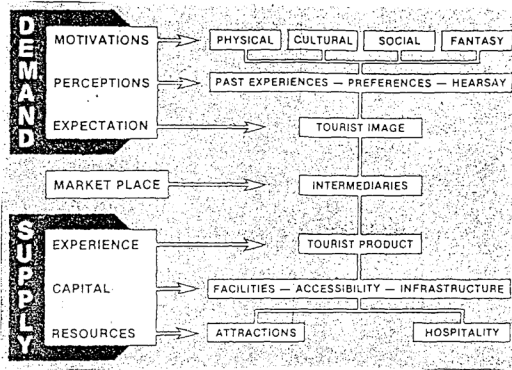 DEMAND
MOTIVATIONS
PHYSICAL
CULTURAL
SOCIAL
FANTASY
PERCEPTIONS
PAST EXPERIENCES — PREFERENCES — HEARSAY
EXPECTATION
TOURIST IMAGE
MARKET PLACE
INTERMEDIARIES
SUPPLY
EXPERIENCE
TOURIST PRODUCT
CAPITAL
FACILITIES — ACCESSIBILITY — INFRASTRUCTURE
RESOURCES
ATTRACTIONS
HOSPITALITY